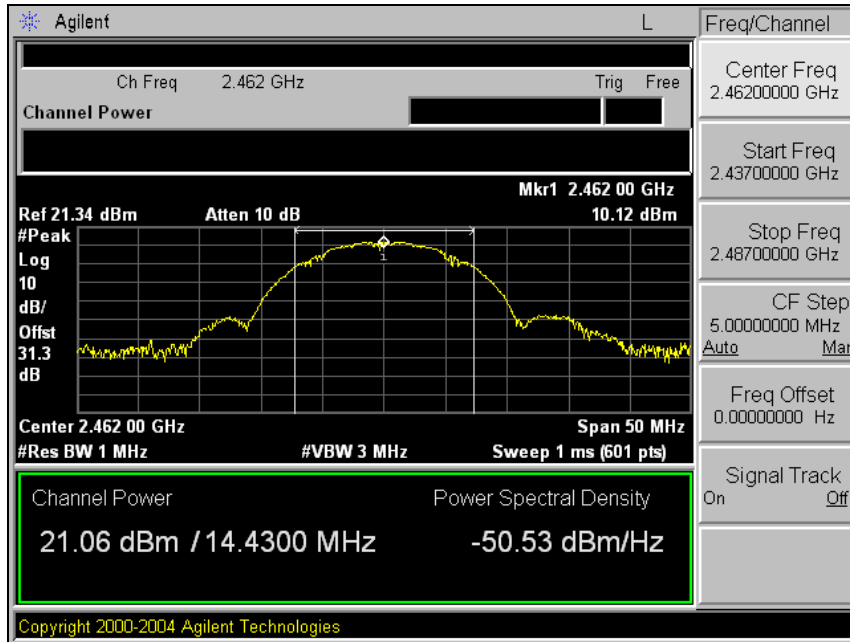 Agilent L Freq/Channel
Ch Freq 2.462 GHz Trig Free
Channel Power
Mkr1 2.462 00 GHz
Ref 21.34 dBm Atten 10 dB 10.12 dBm
#Peak
Log
10
dB/
Offst
31.3
dB
1
Center 2.462 00 GHz Span 50 MHz
#Res BW 1 MHz #VBW 3 MHz Sweep 1 ms (601 pts)
Channel Power Power Spectral Density
21.06 dBm / 14.4300 MHz -50.53 dBm/Hz
Copyright 2000-2004 Agilent Technologies
Center Freq
2.46200000 GHz
Start Freq
2.43700000 GHz
Stop Freq
2.48700000 GHz
CF Step
5.00000000 MHz
Auto Man
Freq Offset
0.00000000 Hz
Signal Track
On Off